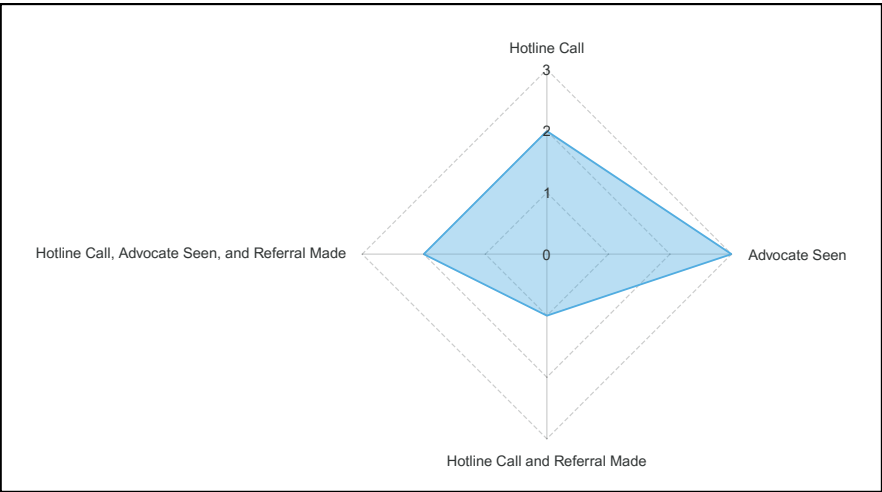 Hotline Call
3
2
1
Hotline Call, Advocate Seen, and Referral Made
0
Advocate Seen
Hotline Call and Referral Made